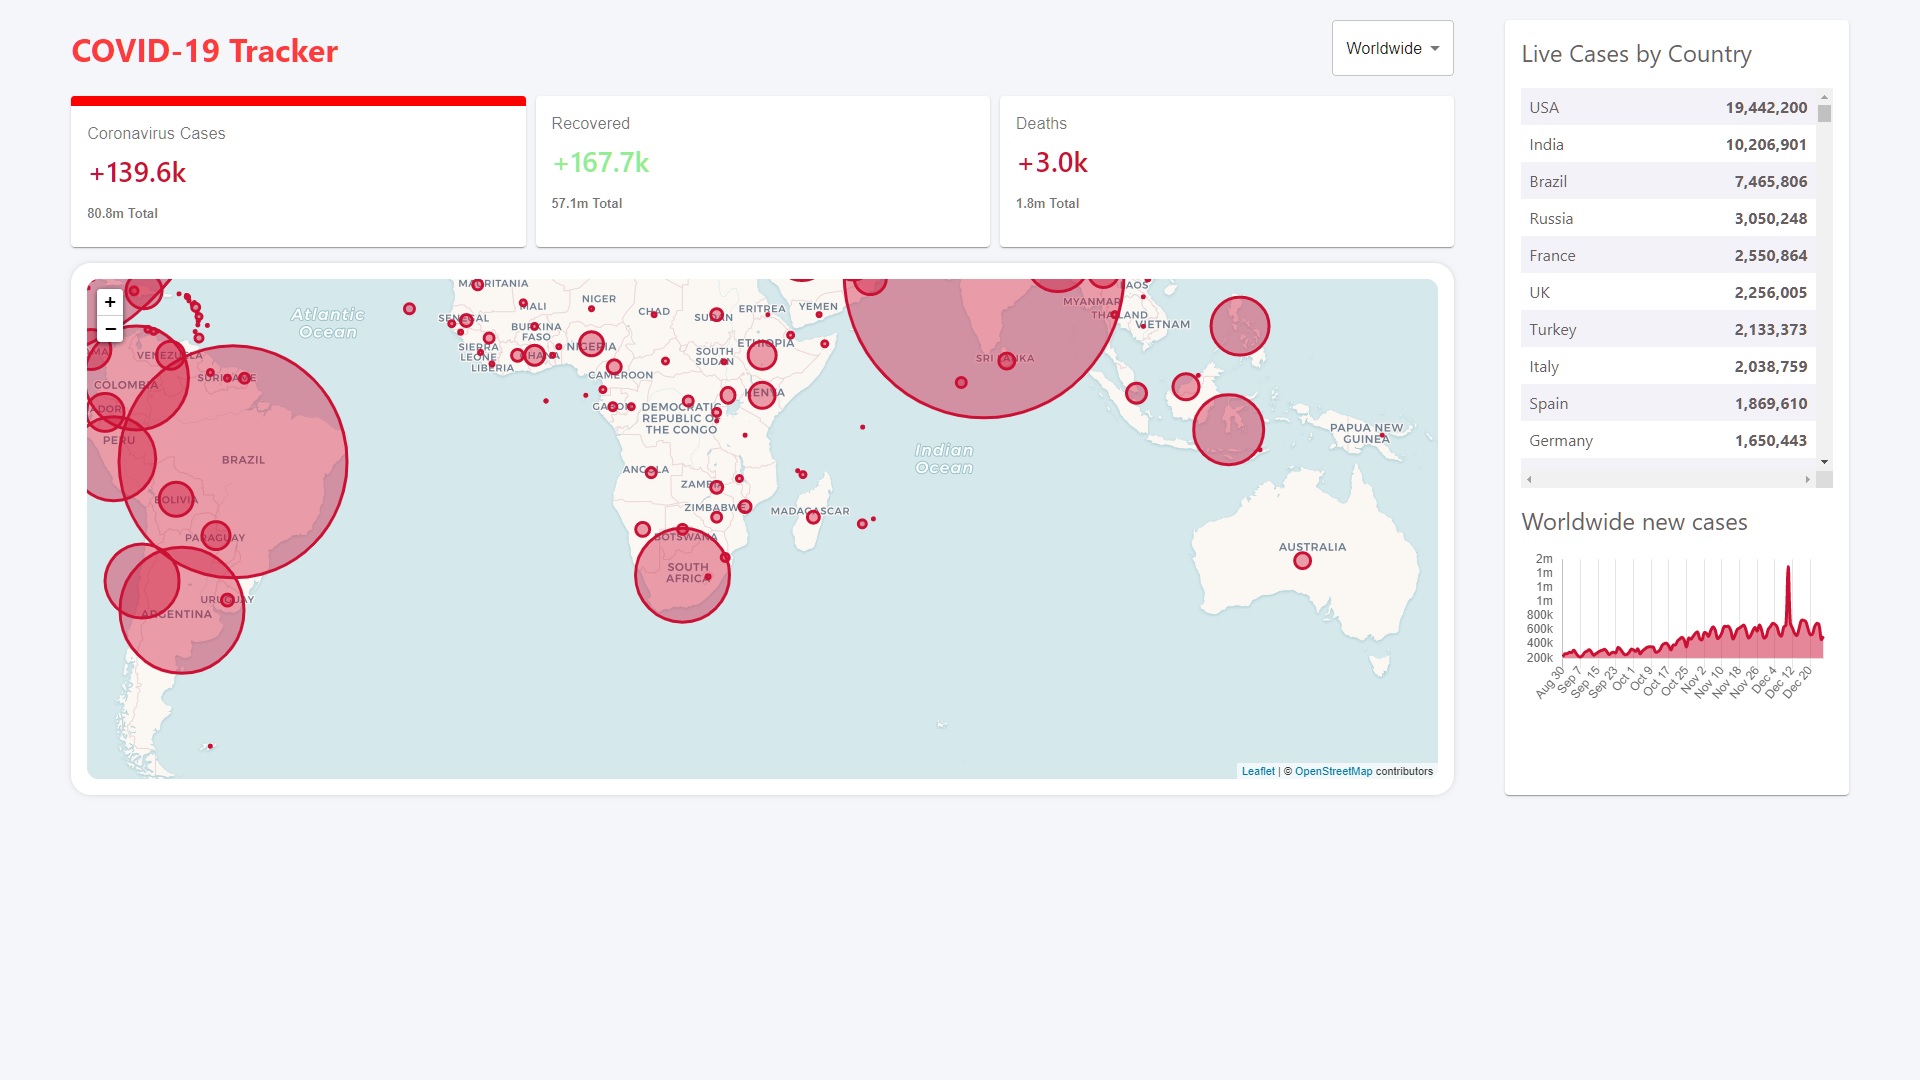 COVID-19 Tracker
Worldwide
Coronavirus Cases
+139.6k
80.8m Total
Recovered
+167.7k
57.1m Total
Deaths
+3.0k
1.8m Total
+
−
Atlantic
Ocean
MAURITANIA
MALI
NIGER
CHAD
SUDAN
ERITREA
YEMEN
SENEGAL
BURKINA
FASO
SIERRA
LEONE
LIBERIA
GHANA
NIGERIA
CAMEROON
SOUTH
SUDAN
ETHIOPIA
KENYA
GABON
DEMOCRATIC
REPUBLIC OF
THE CONGO
ANGOLA
ZAMBIA
ZIMBABWE
MADAGASCAR
BOTSWANA
SOUTH
AFRICA
VENEZUELA
COLOMBIA
SURINAME
PERU
BRAZIL
BOLIVIA
PARAGUAY
URUGUAY
ARGENTINA
MYANMAR
LAOS
THAILAND
VIETNAM
SRI LANKA
Indian
Ocean
PAPUA NEW
GUINEA
AUSTRALIA
Leaflet | © OpenStreetMap contributors
Live Cases by Country
USA 19,442,200
India 10,206,901
Brazil 7,465,806
Russia 3,050,248
France 2,550,864
UK 2,256,005
Turkey 2,133,373
Italy 2,038,759
Spain 1,869,610
Germany 1,650,443
Worldwide new cases
2m
1m
1m
1m
800k
600k
400k
200k
Aug 30 Sep 7 Sep 15 Sep 23 Oct 1 Oct 9 Oct 17 Oct 25 Nov 2 Nov 10 Nov 18 Nov 26 Dec 4 Dec 12 Dec 20